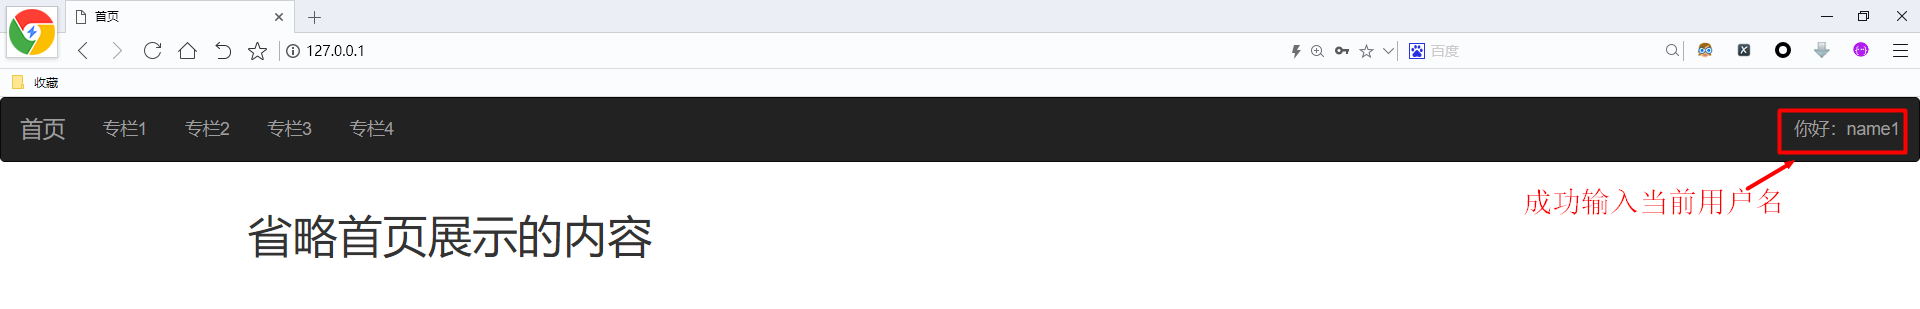 首页
127.0.0.1
百度
收藏
首页 专栏1 专栏2 专栏3 专栏4 你好：name1
成功输入当前用户名
省略首页展示的内容